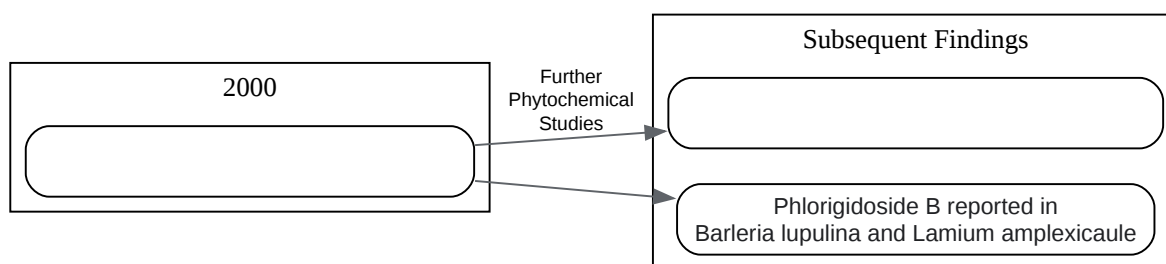 2000
Further
Phytochemical
Studies
Subsequent Findings
Phlorigidoside B reported in
Barleria lupulina and Lamium amplexicaule